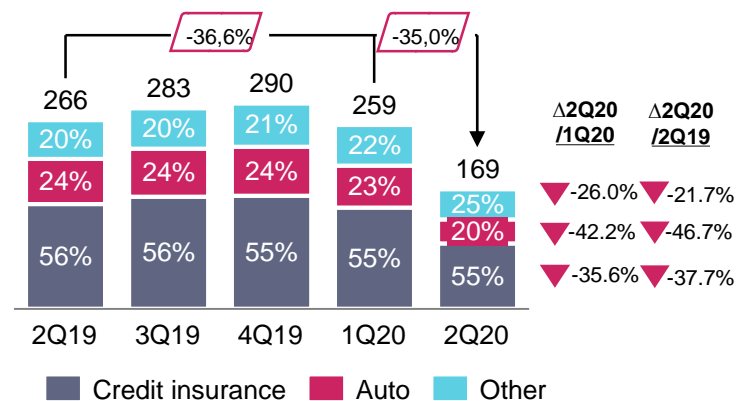 -36,6%
-35,0%
266
283
290
259
169
∆2Q20
/1Q20
∆2Q20
/2Q19
20%
20%
21%
22%
25%
-26.0%
-21.7%
24%
24%
24%
23%
20%
-42.2%
-46.7%
56%
56%
55%
55%
55%
-35.6%
-37.7%
2Q19
3Q19
4Q19
1Q20
2Q20
Credit insurance
Auto
Other